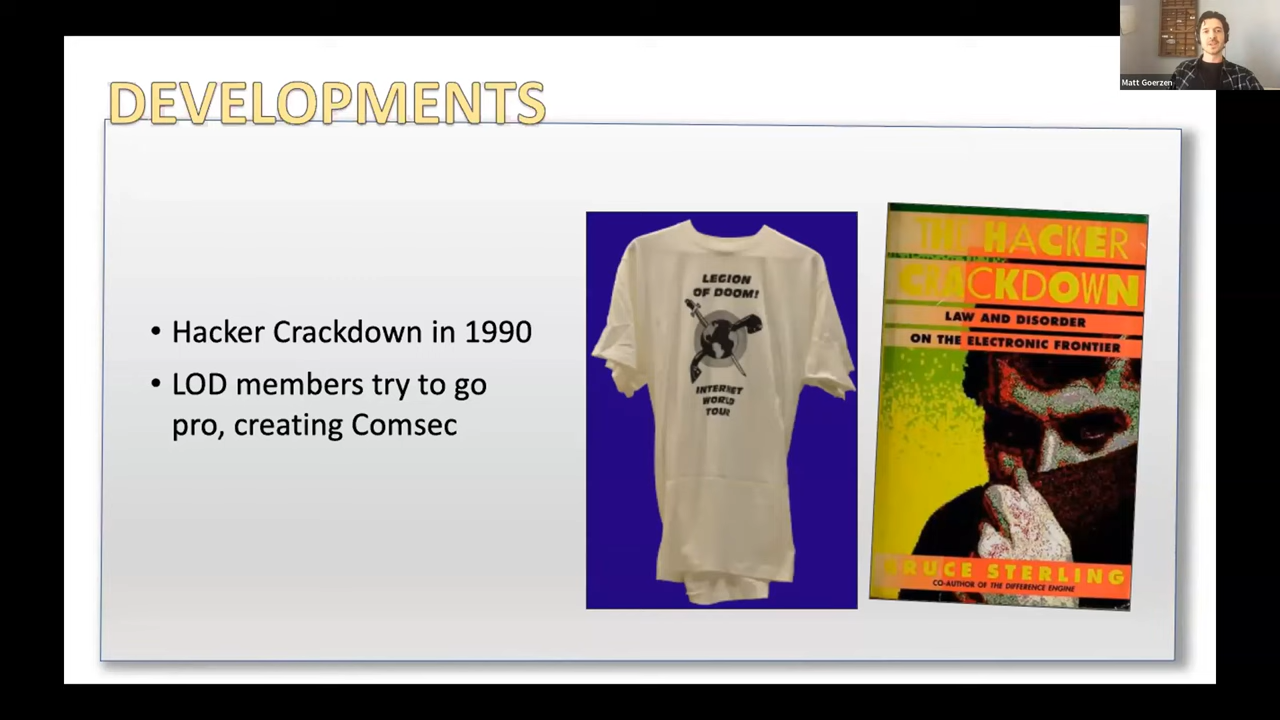 Matt Goerzen
DEVELOPMENTS
• Hacker Crackdown in 1990
• LOD members try to go
pro, creating Comsec
LEGION
OF DOOM!
INTERNET
WORLD
TOUR
THE HACKER
CRACKDOWN
LAW AND DISORDER
ON THE ELECTRONIC FRONTIER
BRUCE STERLING
CO-AUTHOR OF THE DIFFERENCE ENGINE